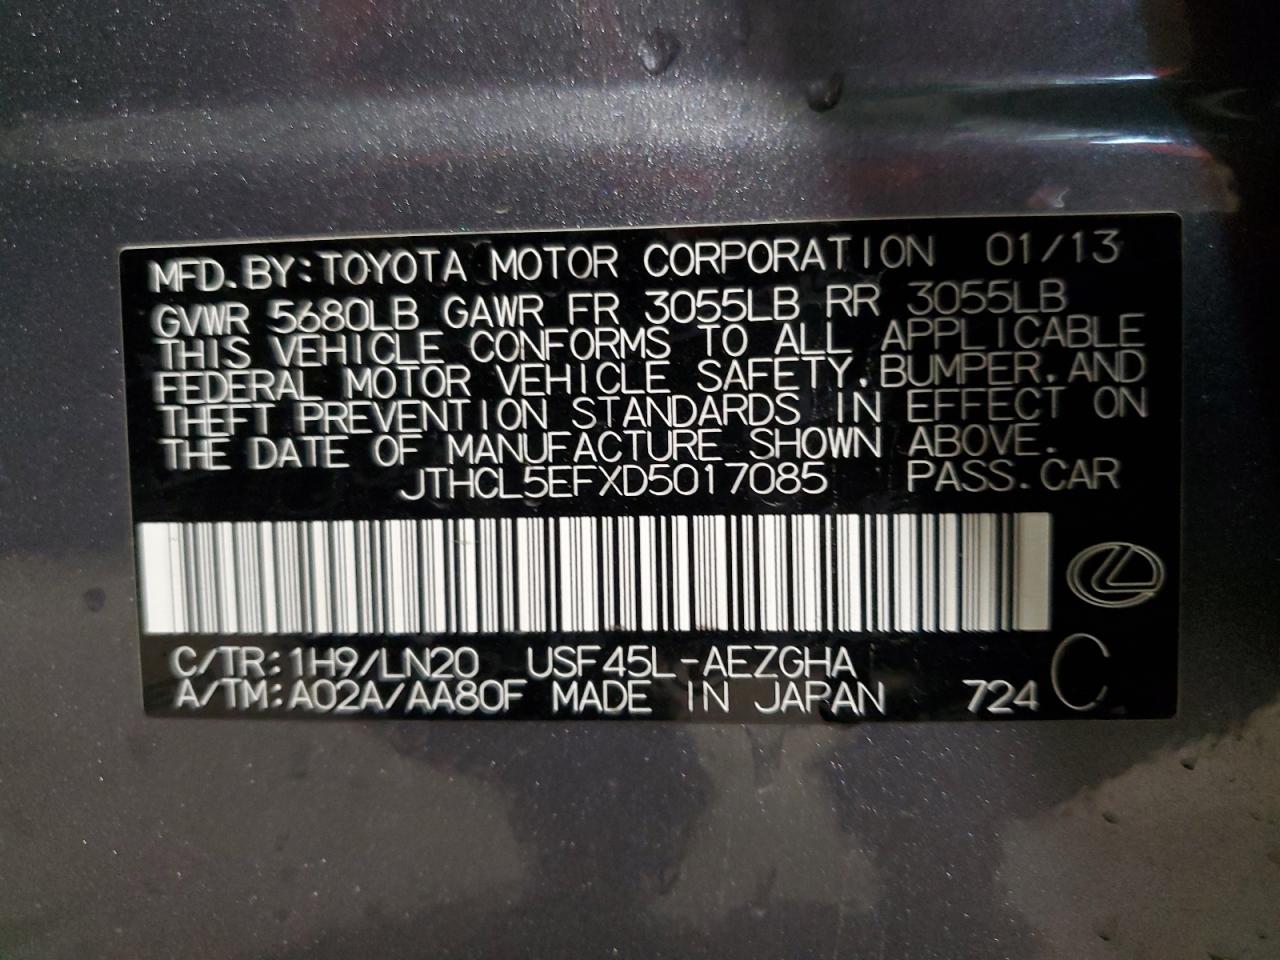 MFD. BY: TOYOTA MOTOR CORPORATION 01/13
GVWR 5680LB GAWR FR 3055LB RR 3055LB
THIS VEHICLE CONFORMS TO ALL APPLICABLE
FEDERAL MOTOR VEHICLE SAFETY, BUMPER, AND
THEFT PREVENTION STANDARDS IN EFFECT ON
THE DATE OF MANUFACTURE SHOWN ABOVE.
JTHCL5EFXD5017085 PASS. CAR
C/TR: 1H9/LN20 USF45L-AEZGHA
A/TM: A02A/AA80F MADE IN JAPAN 724 C